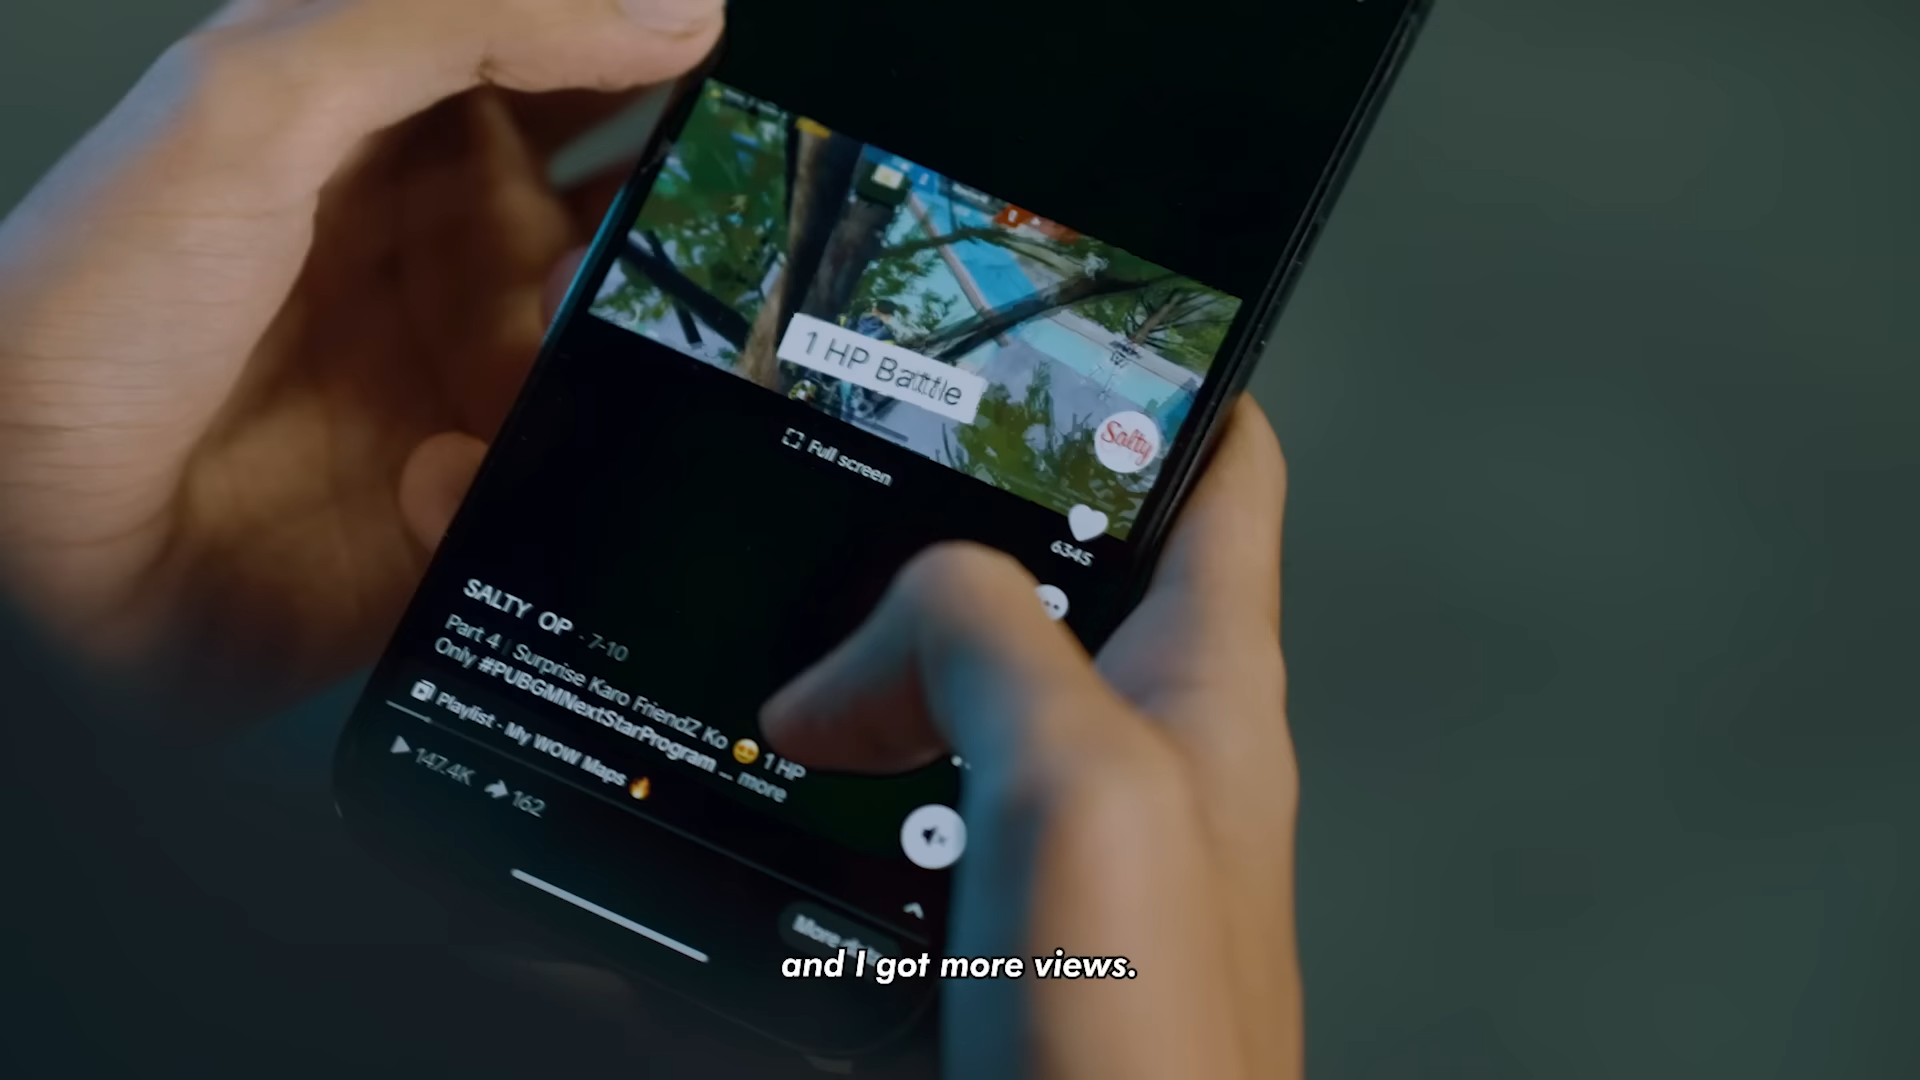 1 HP Battle
Salty
Full screen
6345
SALTY OP · 7-10
Part 4 | Surprise Karo FriendZ Ko 😍 1 HP
Only #PUBGMNextStarProgram ... more
Playlist · My WOW Maps 🔥
147.4K 162
More
and I got more views.